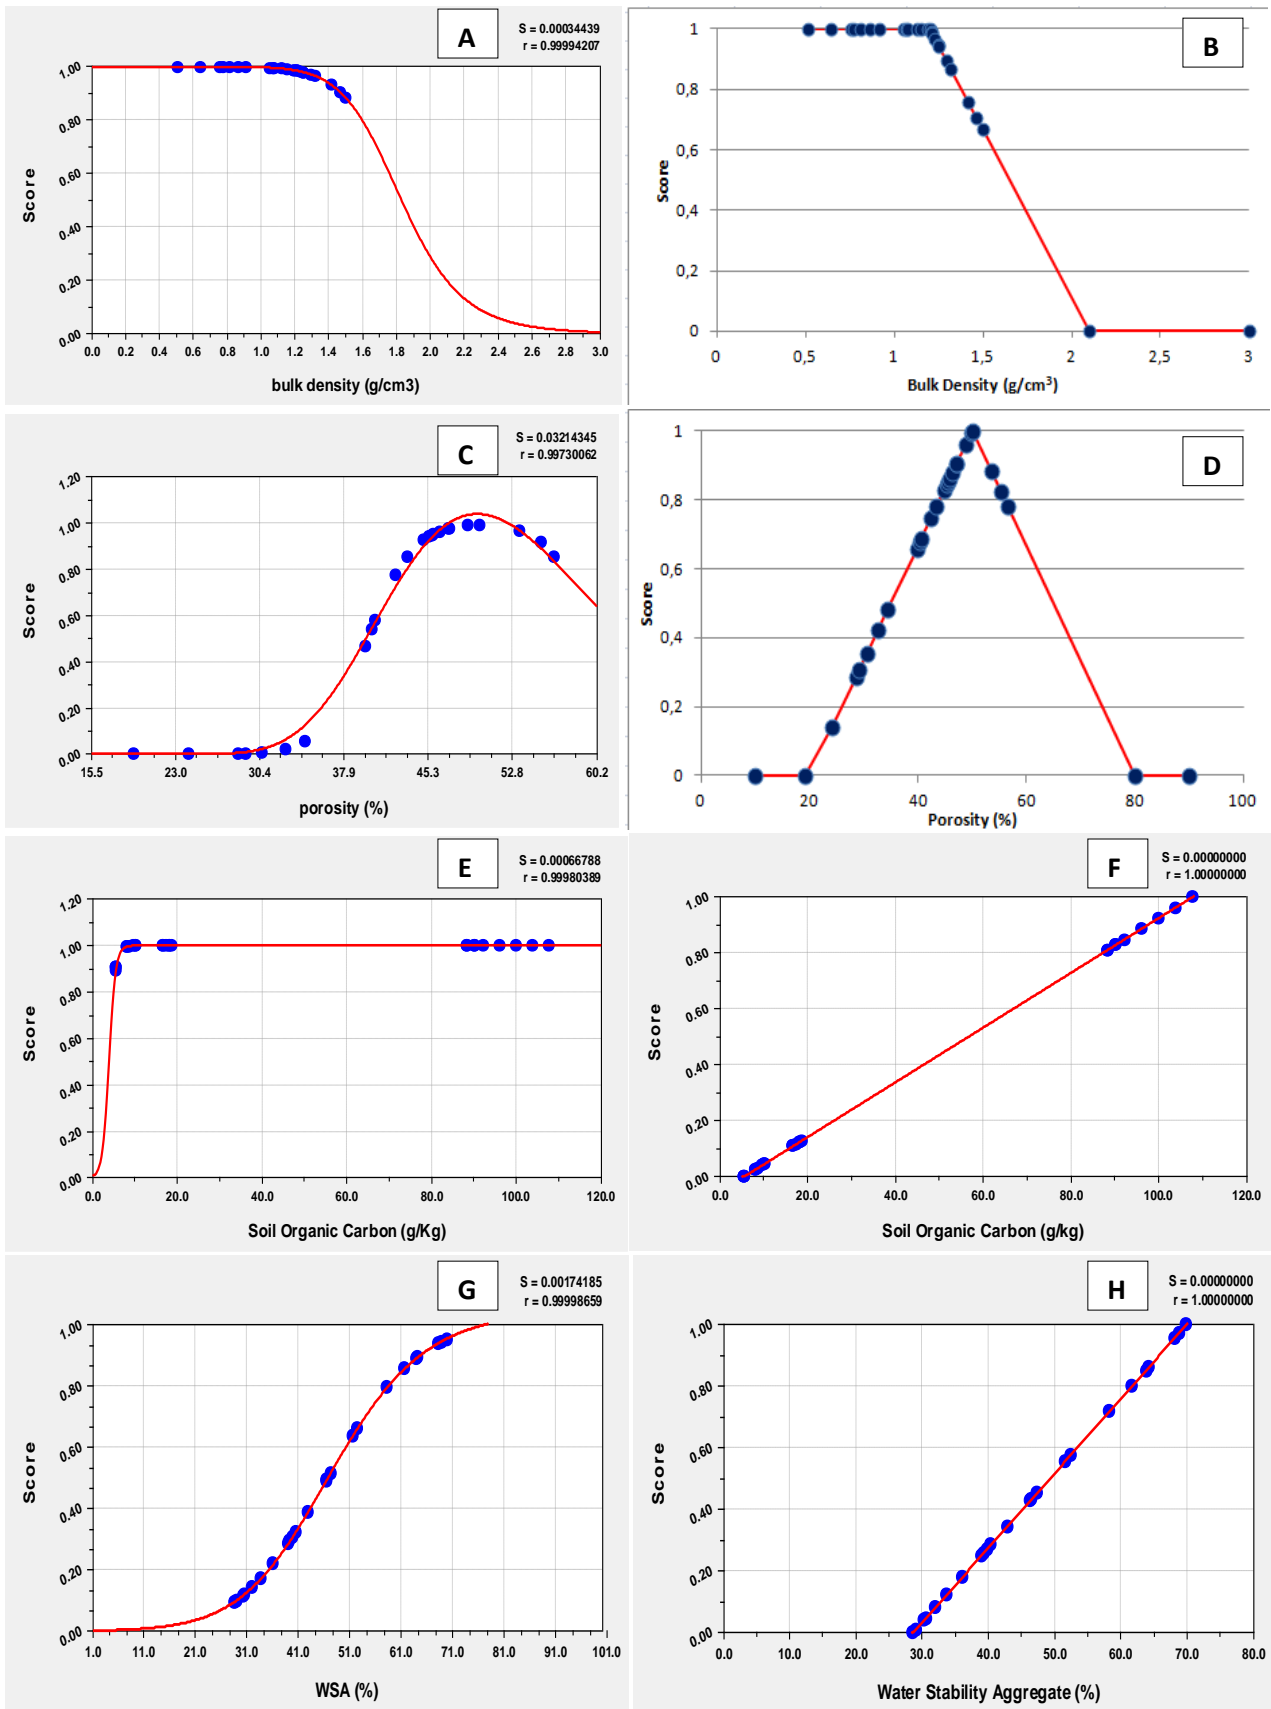 A
S = 0.00034439
r = 0.99994207
1.00
0.80
0.60
0.40
0.20
0.00
Score
0.0 0.2 0.4 0.6 0.8 1.0 1.2 1.4 1.6 1.8 2.0 2.2 2.4 2.6 2.8 3.0
bulk density (g/cm3)
B
1
0,8
0,6
0,4
0,2
0
Score
0 0,5 1 1,5 2 2,5 3
Bulk Density (g/cm³)
C
S = 0.03214345
r = 0.99730062
1.20
1.00
0.80
0.60
0.40
0.20
0.00
Score
15.5 23.0 30.4 37.9 45.3 52.8 60.2
porosity (%)
D
1
0,8
0,6
0,4
0,2
0
Score
0 20 40 60 80 100
Porosity (%)
E
S = 0.00066788
r = 0.99980389
1.20
1.00
0.80
0.60
0.40
0.20
0.00
Score
0.0 20.0 40.0 60.0 80.0 100.0 120.0
Soil Organic Carbon (g/Kg)
F
S = 0.00000000
r = 1.00000000
1.00
0.80
0.60
0.40
0.20
0.00
Score
0.0 20.0 40.0 60.0 80.0 100.0 120.0
Soil Organic Carbon (g/kg)
G
S = 0.00174185
r = 0.99998659
1.00
0.80
0.60
0.40
0.20
0.00
Score
1.0 11.0 21.0 31.0 41.0 51.0 61.0 71.0 81.0 91.0 101.0
WSA (%)
H
S = 0.00000000
r = 1.00000000
1.00
0.80
0.60
0.40
0.20
0.00
Score
0.0 10.0 20.0 30.0 40.0 50.0 60.0 70.0 80.0
Water Stability Aggregate (%)